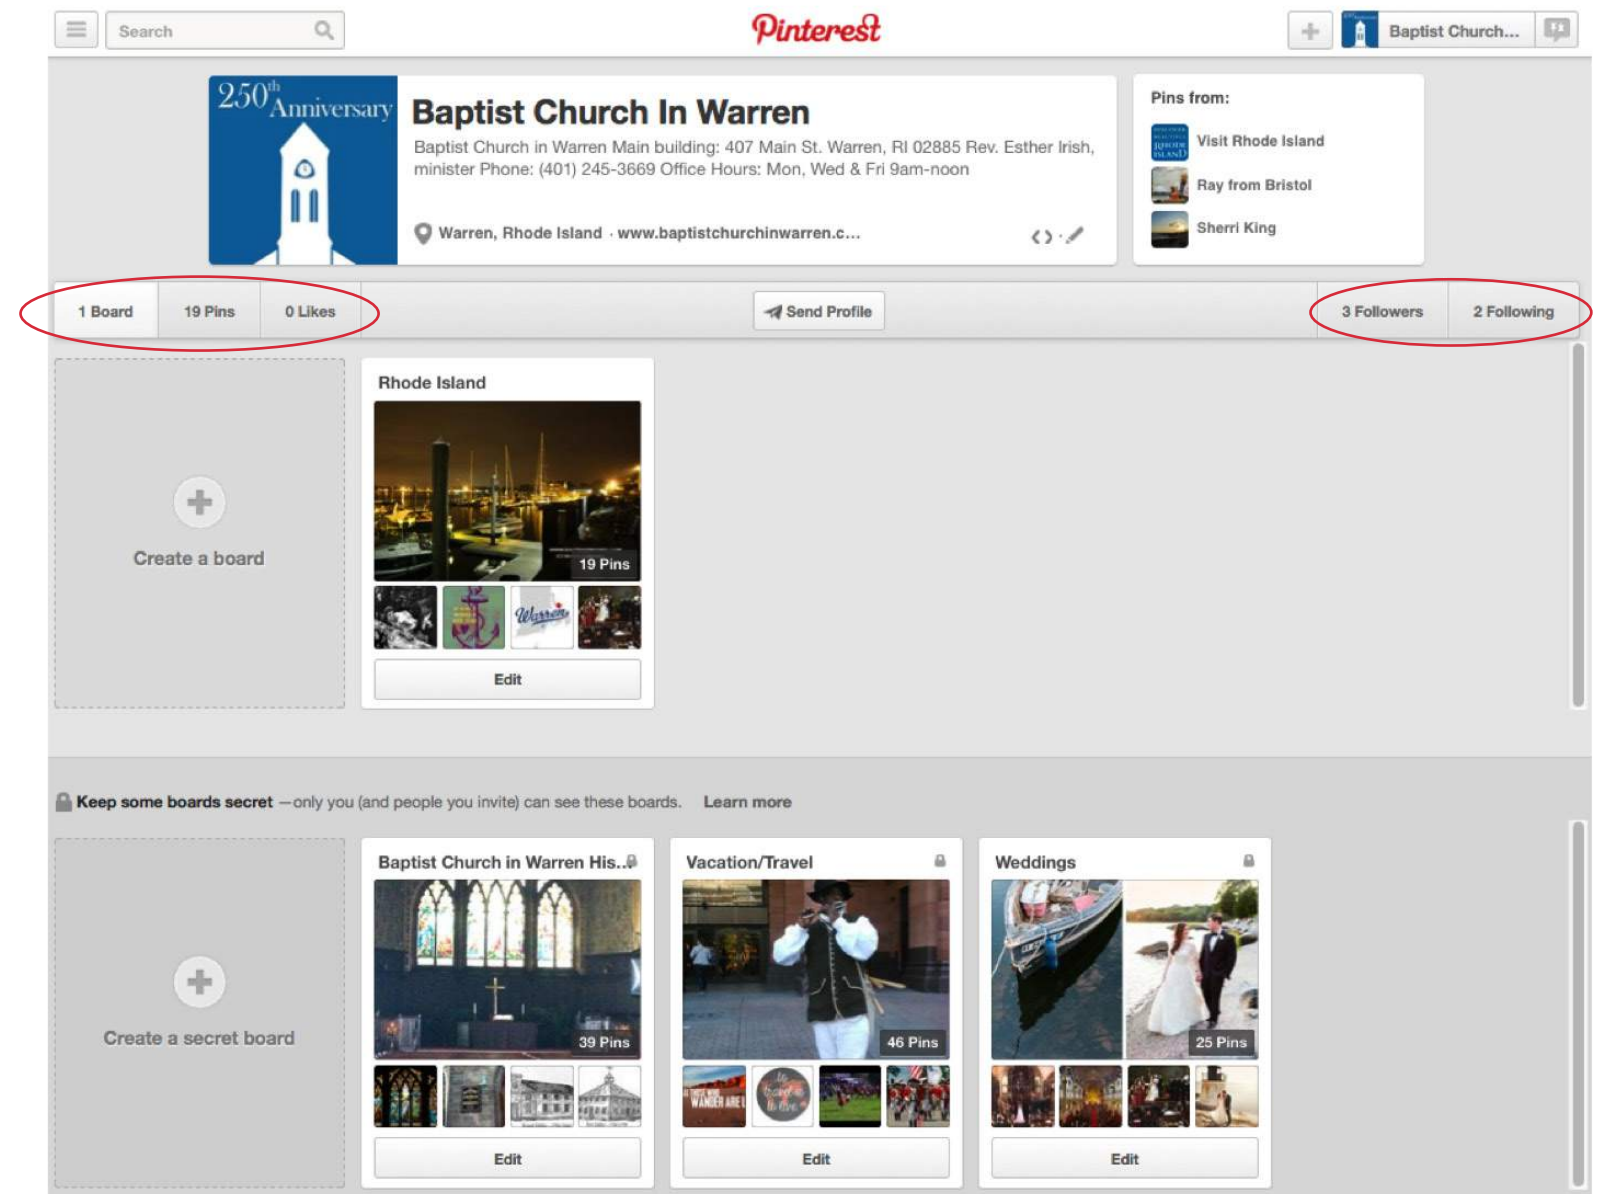 Search
Pinterest
Baptist Church...
250th
Anniversary
Baptist Church In Warren
Baptist Church in Warren Main building: 407 Main St. Warren, RI 02885 Rev. Esther Irish,
minister Phone: (401) 245-3669 Office Hours: Mon, Wed & Fri 9am-noon
Warren, Rhode Island · www.baptistchurchinwarren.c...
Pins from:
Visit Rhode Island
Ray from Bristol
Sherri King
1 Board 19 Pins 0 Likes
Send Profile
3 Followers 2 Following
Create a board
Rhode Island
19 Pins
Warren
Edit
Keep some boards secret —only you (and people you invite) can see these boards. Learn more
Create a secret board
Baptist Church in Warren His...
39 Pins
Edit
Vacation/Travel
46 Pins
WANDER ARE
Edit
Weddings
25 Pins
Edit